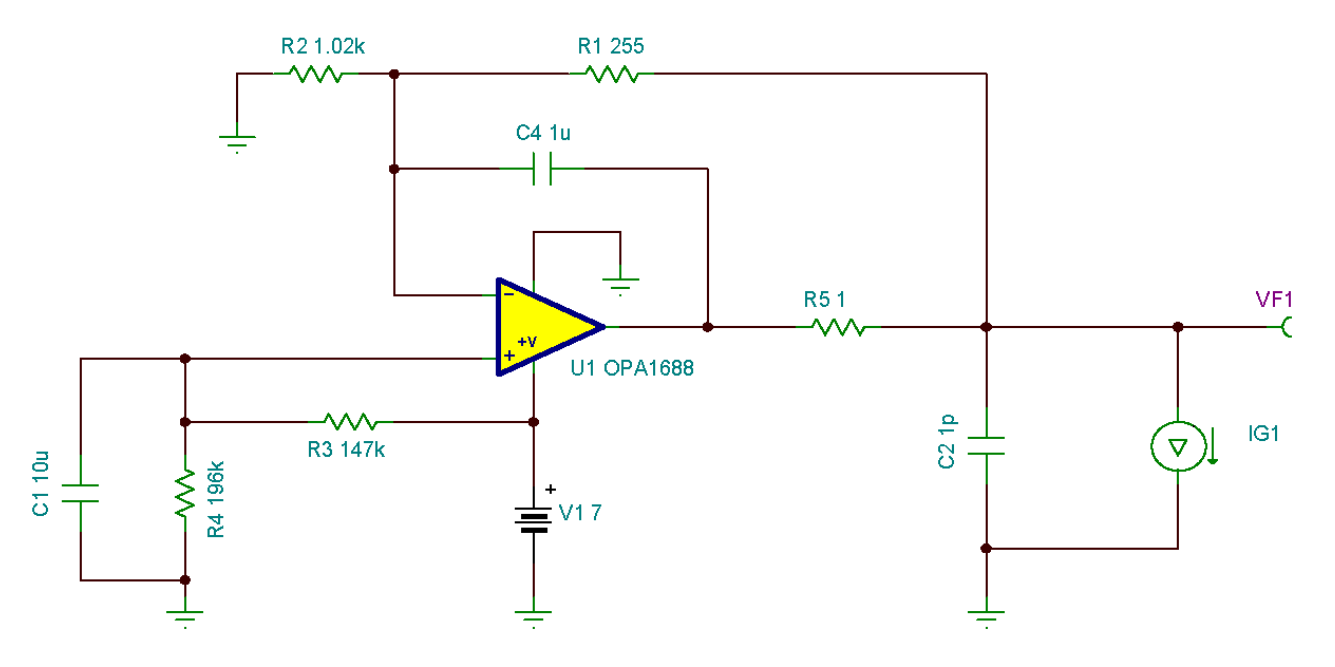 R2 1.02k
R1 255
C4 1u
−
+V
+
U1 OPA1688
R5 1
VF1
R3 147k
C1 10u
R4 196k
+
V1 7
C2 1p
IG1